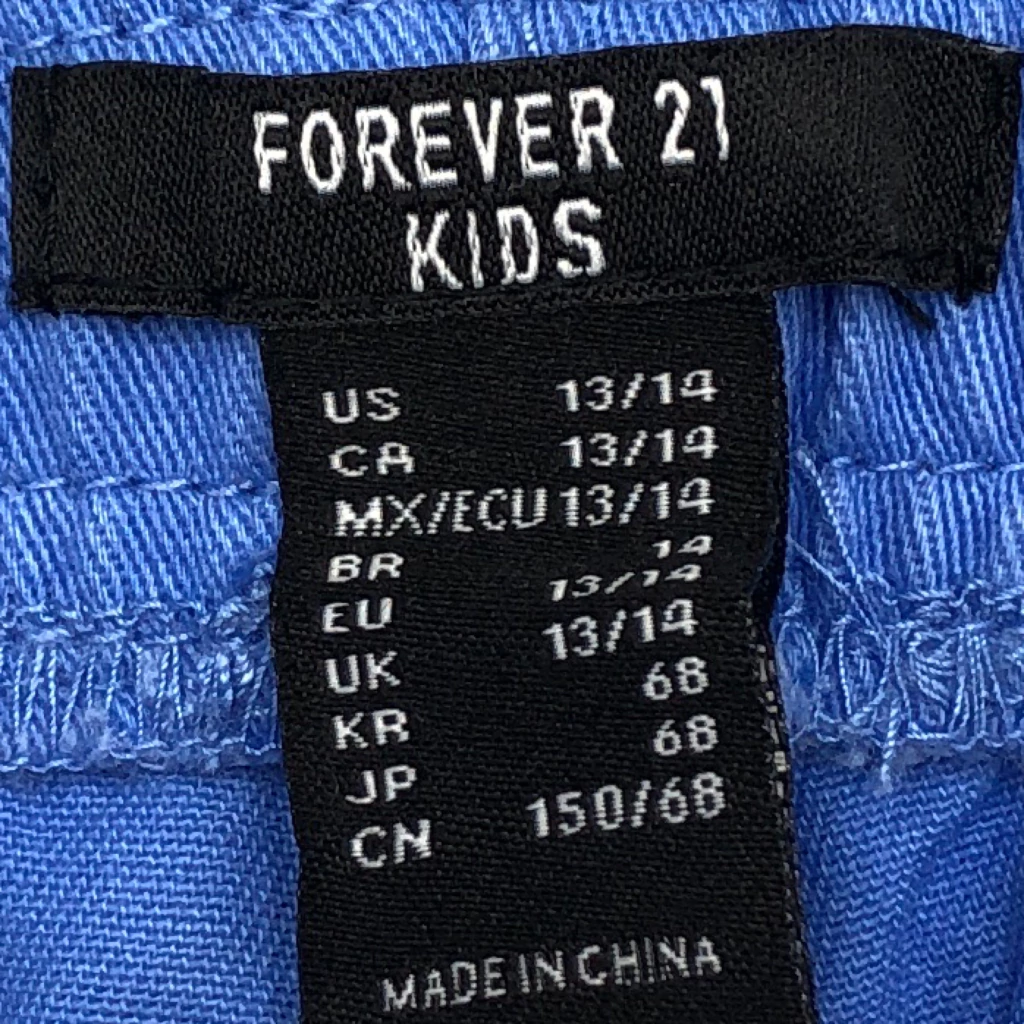 FOREVER 21
KIDS
US 13/14
CA 13/14
MX/ECU 13/14
BR 14
EU 13/14
UK 13/14
KR 68
JP 68
CN 150/68
MADE IN CHINA